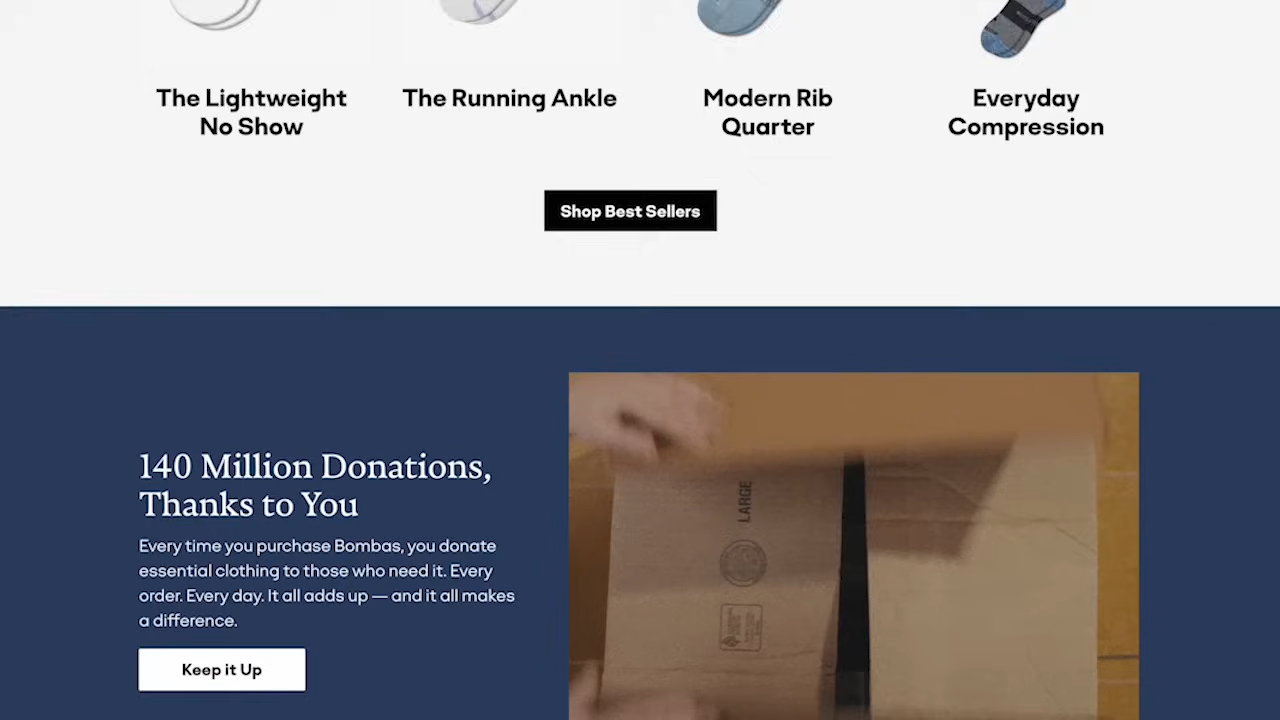 The Lightweight
No Show
The Running Ankle
Modern Rib
Quarter
Everyday
Compression
Shop Best Sellers
140 Million Donations,
Thanks to You
Every time you purchase Bombas, you donate
essential clothing to those who need it. Every
order. Every day. It all adds up — and it all makes
a difference.
Keep it Up
LARGE